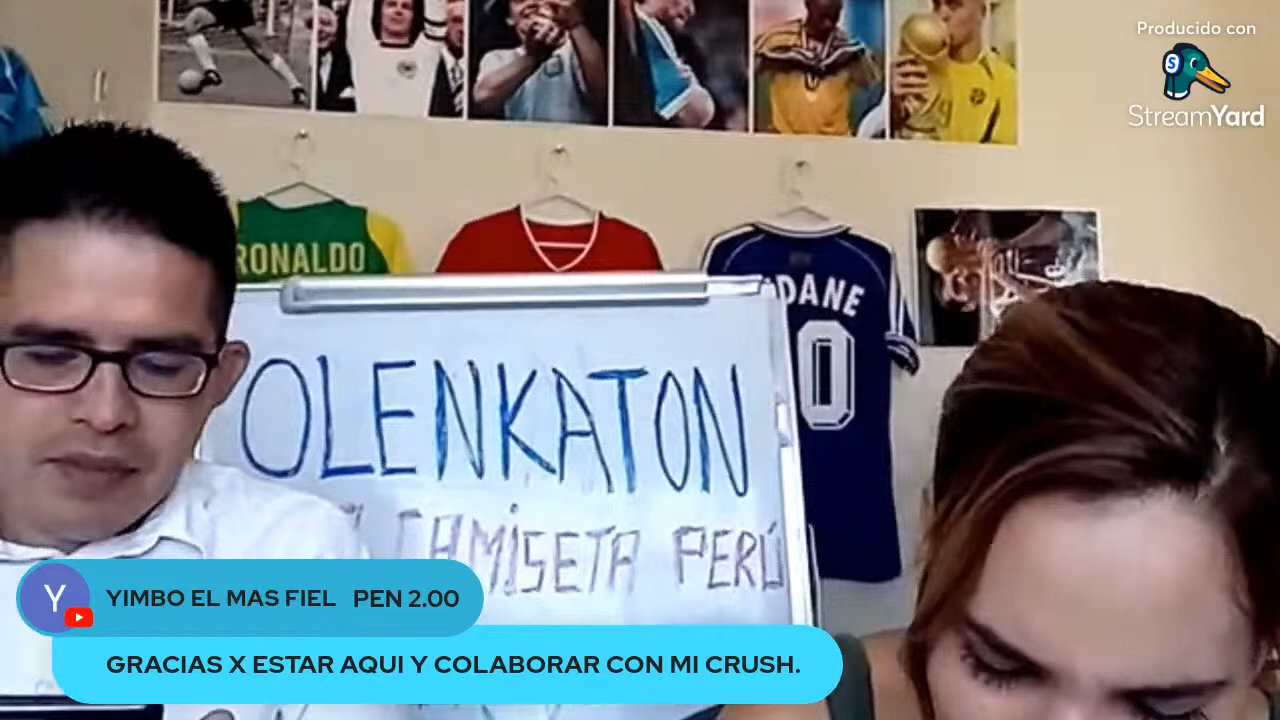 Producido con
StreamYard
RONALDO
DANE
10
OLENKATON
CAMISETA PERÚ
Y
YIMBO EL MAS FIEL PEN 2.00
GRACIAS X ESTAR AQUI Y COLABORAR CON MI CRUSH.